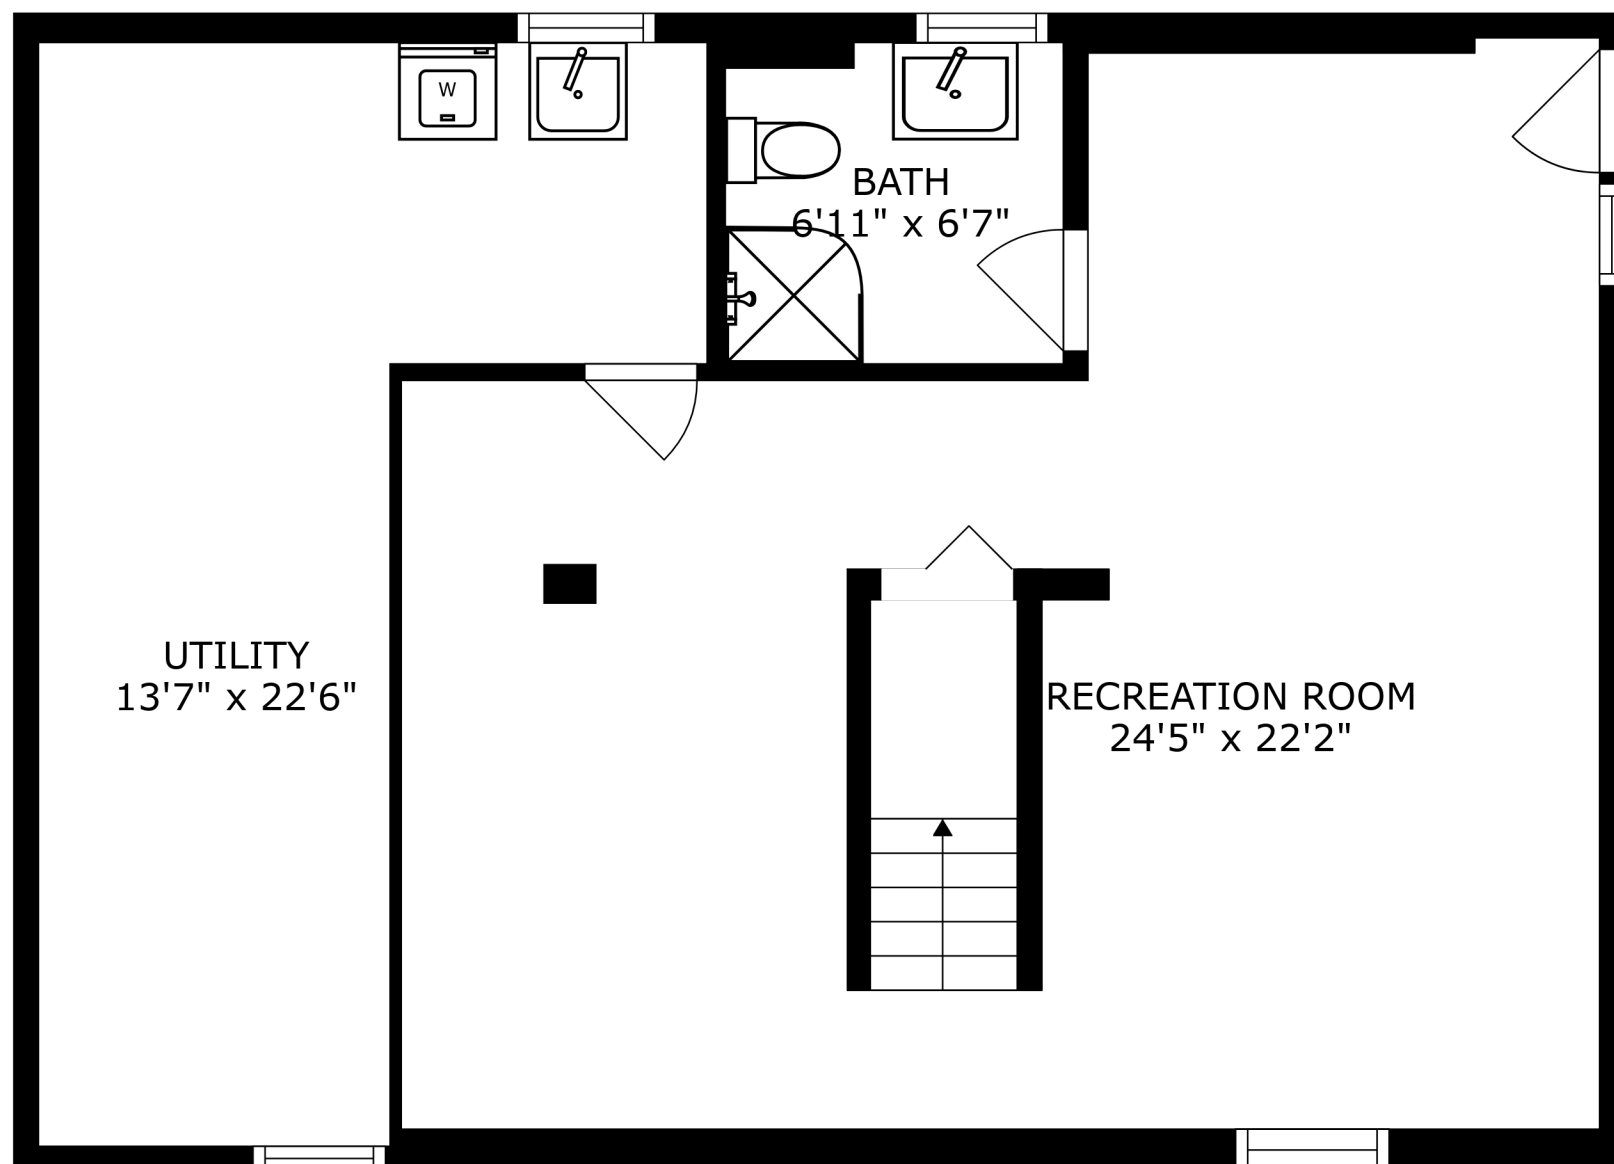 W
BATH
6'11" x 6'7"
UTILITY
13'7" x 22'6"
RECREATION ROOM
24'5" x 22'2"